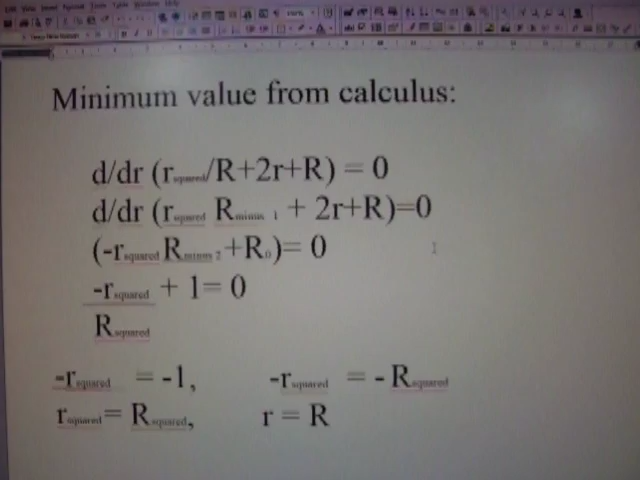 Minimum value from calculus:
d/dr (rsquared/R+2r+R) = 0
d/dr (rsquared Rminus 1 + 2r+R)=0
(-rsquared Rminus 2 +R0)= 0
-rsquared + 1= 0
Rsquared
-rsquared = -1, -rsquared = - Rsquared
rsquared= Rsquared, r = R